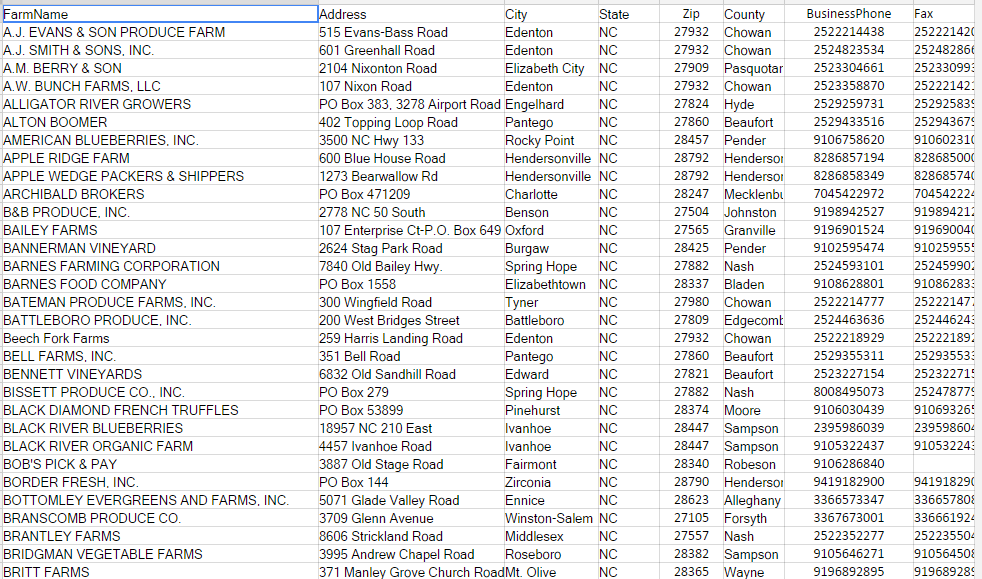 FarmName Address City State Zip County BusinessPhone Fax
A.J. EVANS & SON PRODUCE FARM 515 Evans-Bass Road Edenton NC 27932 Chowan 2522214438 252221420
A.J. SMITH & SONS, INC. 601 Greenhall Road Edenton NC 27932 Chowan 2524823534 252482866
A.M. BERRY & SON 2104 Nixonton Road Elizabeth City NC 27909 Pasquotan 2523304661 252330993
A.W. BUNCH FARMS, LLC 107 Nixon Road Edenton NC 27932 Chowan 2523358870 252221421
ALLIGATOR RIVER GROWERS PO Box 383, 3278 Airport Road Engelhard NC 27824 Hyde 2529259731 252925839
ALTON BOOMER 402 Topping Loop Road Pantego NC 27860 Beaufort 2529433516 252943679
AMERICAN BLUEBERRIES, INC. 3500 NC Hwy 133 Rocky Point NC 28457 Pender 9106758620 910602310
APPLE RIDGE FARM 600 Blue House Road Hendersonville NC 28792 Henderson 8286857194 828685000
APPLE WEDGE PACKERS & SHIPPERS 1273 Bearwallow Rd Hendersonville NC 28792 Henderson 8286858349 828685740
ARCHIBALD BROKERS PO Box 471209 Charlotte NC 28247 Mecklenbu 7045422972 704542224
B&B PRODUCE, INC. 2778 NC 50 South Benson NC 27504 Johnston 9198942527 919894212
BAILEY FARMS 107 Enterprise Ct-P.O. Box 649 Oxford NC 27565 Granville 9196901524 919690040
BANNERMAN VINEYARD 2624 Stag Park Road Burgaw NC 28425 Pender 9102595474 910259555
BARNES FARMING CORPORATION 7840 Old Bailey Hwy. Spring Hope NC 27882 Nash 2524593101 252459902
BARNES FOOD COMPANY PO Box 1558 Elizabethtown NC 28337 Bladen 9108628801 910862833
BATEMAN PRODUCE FARMS, INC. 300 Wingfield Road Tyner NC 27980 Chowan 2522214777 252221477
BATTLEBORO PRODUCE, INC. 200 West Bridges Street Battleboro NC 27809 Edgecomb 2524463636 252446243
Beech Fork Farms 259 Harris Landing Road Edenton NC 27932 Chowan 2522218929 252221892
BELL FARMS, INC. 351 Bell Road Pantego NC 27860 Beaufort 2529355311 252935533
BENNETT VINEYARDS 6832 Old Sandhill Road Edward NC 27821 Beaufort 2523227154 252322715
BISSETT PRODUCE CO., INC. PO Box 279 Spring Hope NC 27882 Nash 8008495073 252478779
BLACK DIAMOND FRENCH TRUFFLES PO Box 53899 Pinehurst NC 28374 Moore 9106030439 910693265
BLACK RIVER BLUEBERRIES 18957 NC 210 East Ivanhoe NC 28447 Sampson 2395986039 239598604
BLACK RIVER ORGANIC FARM 4457 Ivanhoe Road Ivanhoe NC 28447 Sampson 9105322437 910532243
BOB'S PICK & PAY 3887 Old Stage Road Fairmont NC 28340 Robeson 9106286840
BORDER FRESH, INC. PO Box 144 Zirconia NC 28790 Henderson 9419182900 941918290
BOTTOMLEY EVERGREENS AND FARMS, INC. 5071 Glade Valley Road Ennice NC 28623 Alleghany 3366573347 336657808
BRANSCOMB PRODUCE CO. 3709 Glenn Avenue Winston-Salem NC 27105 Forsyth 3367673001 336661924
BRANTLEY FARMS 8606 Strickland Road Middlesex NC 27557 Nash 2522352277 252235504
BRIDGMAN VEGETABLE FARMS 3995 Andrew Chapel Road Roseboro NC 28382 Sampson 9105646271 910564508
BRITT FARMS 371 Manley Grove Church Road Mt. Olive NC 28365 Wayne 9196892895 919689289